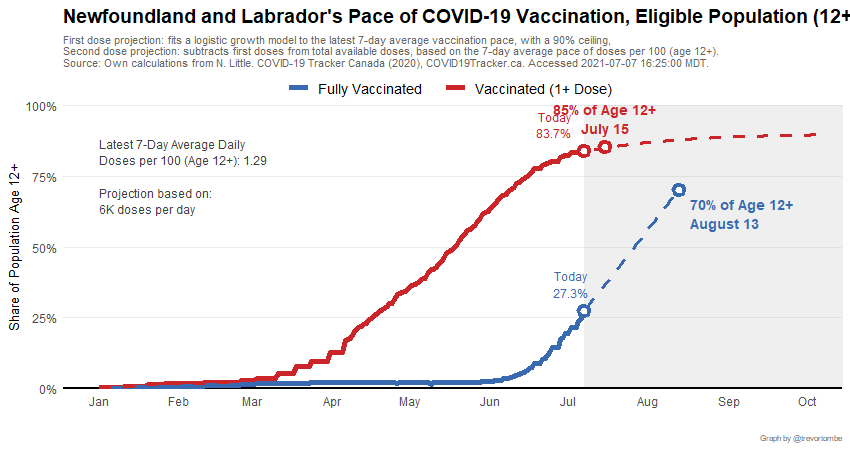 Newfoundland and Labrador's Pace of COVID-19 Vaccination, Eligible Population (12+
First dose projection: fits a logistic growth model to the latest 7-day average vaccination pace, with a 90% ceiling,
Second dose projection: subtracts first doses from total available doses, based on the 7-day average pace of doses per 100 (age 12+).
Source: Own calculations from N. Little. COVID-19 Tracker Canada (2020), COVID19Tracker.ca. Accessed 2021-07-07 16:25:00 MDT.
Fully Vaccinated
Vaccinated (1+ Dose)
Share of Population Age 12+
100%
75%
50%
25%
0%
Latest 7-Day Average Daily
Doses per 100 (Age 12+): 1.29
Projection based on:
6K doses per day
Today
83.7%
85% of Age 12+
July 15
70% of Age 12+
August 13
Today
27.3%
Jan
Feb
Mar
Apr
May
Jun
Jul
Aug
Sep
Oct
Graph by @trevortombe